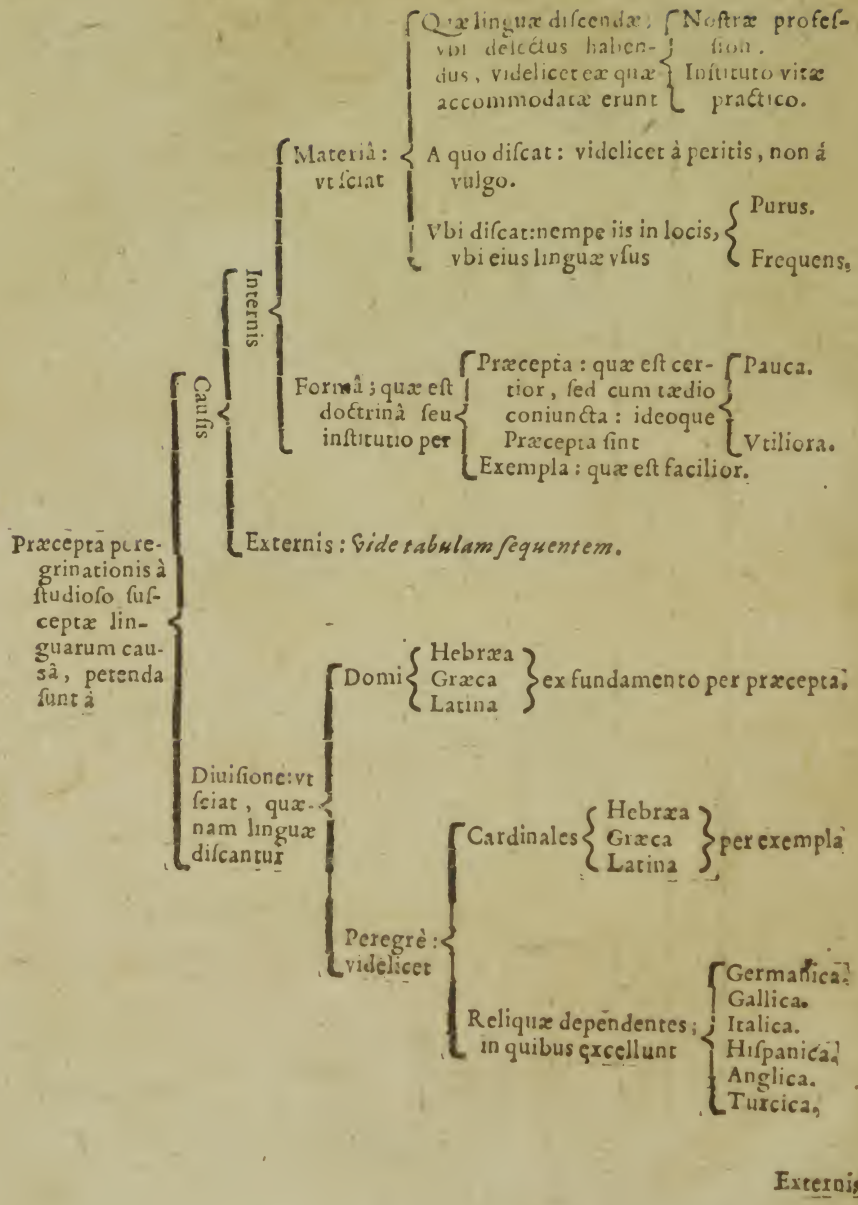 Quæ linguæ diſcendæ;
vbi delectus haben-
dus, videlicet eæ quæ
accommodatæ erunt
Noſtræ profeſ-
ſion.
Inſtituto vitæ
practico.
Materiâ:
vt ſciat
A quo diſcat: videlicet à peritis, non á
vulgo.
Vbi diſcat: nempe iis in locis,
vbi eius linguæ vſus
Purus.
Frequens,
Internis
Cauſis
Formâ; quæ eſt
doctrinâ ſeu
inſtitutio per
Præcepta: quæ eſt cer-
tior, ſed cum tædio
coniuncta: ideoque
Præcepta ſint
Pauca.
Vtiliora.
Exempla: quæ eſt facilior.
Externis: Vide tabulam ſequentem.
Præcepta pere-
grinationis à
ſtudioſo ſuſ-
ceptæ lin-
guarum cau-
sâ, petenda
ſunt à
Domi
Hebræa
Græca
Latina
ex fundamento per præcepta.
Diuiſione: vt
ſciat, quæ-
nam linguæ
diſcantur
Cardinales
Hebræa
Græca
Latina
per exempla
Peregrè:
videlicet
Reliquæ dependentes;
in quibus excellunt
Germanica.
Gallica.
Italica.
Hiſpanica.
Anglica.
Turcica,
Externis